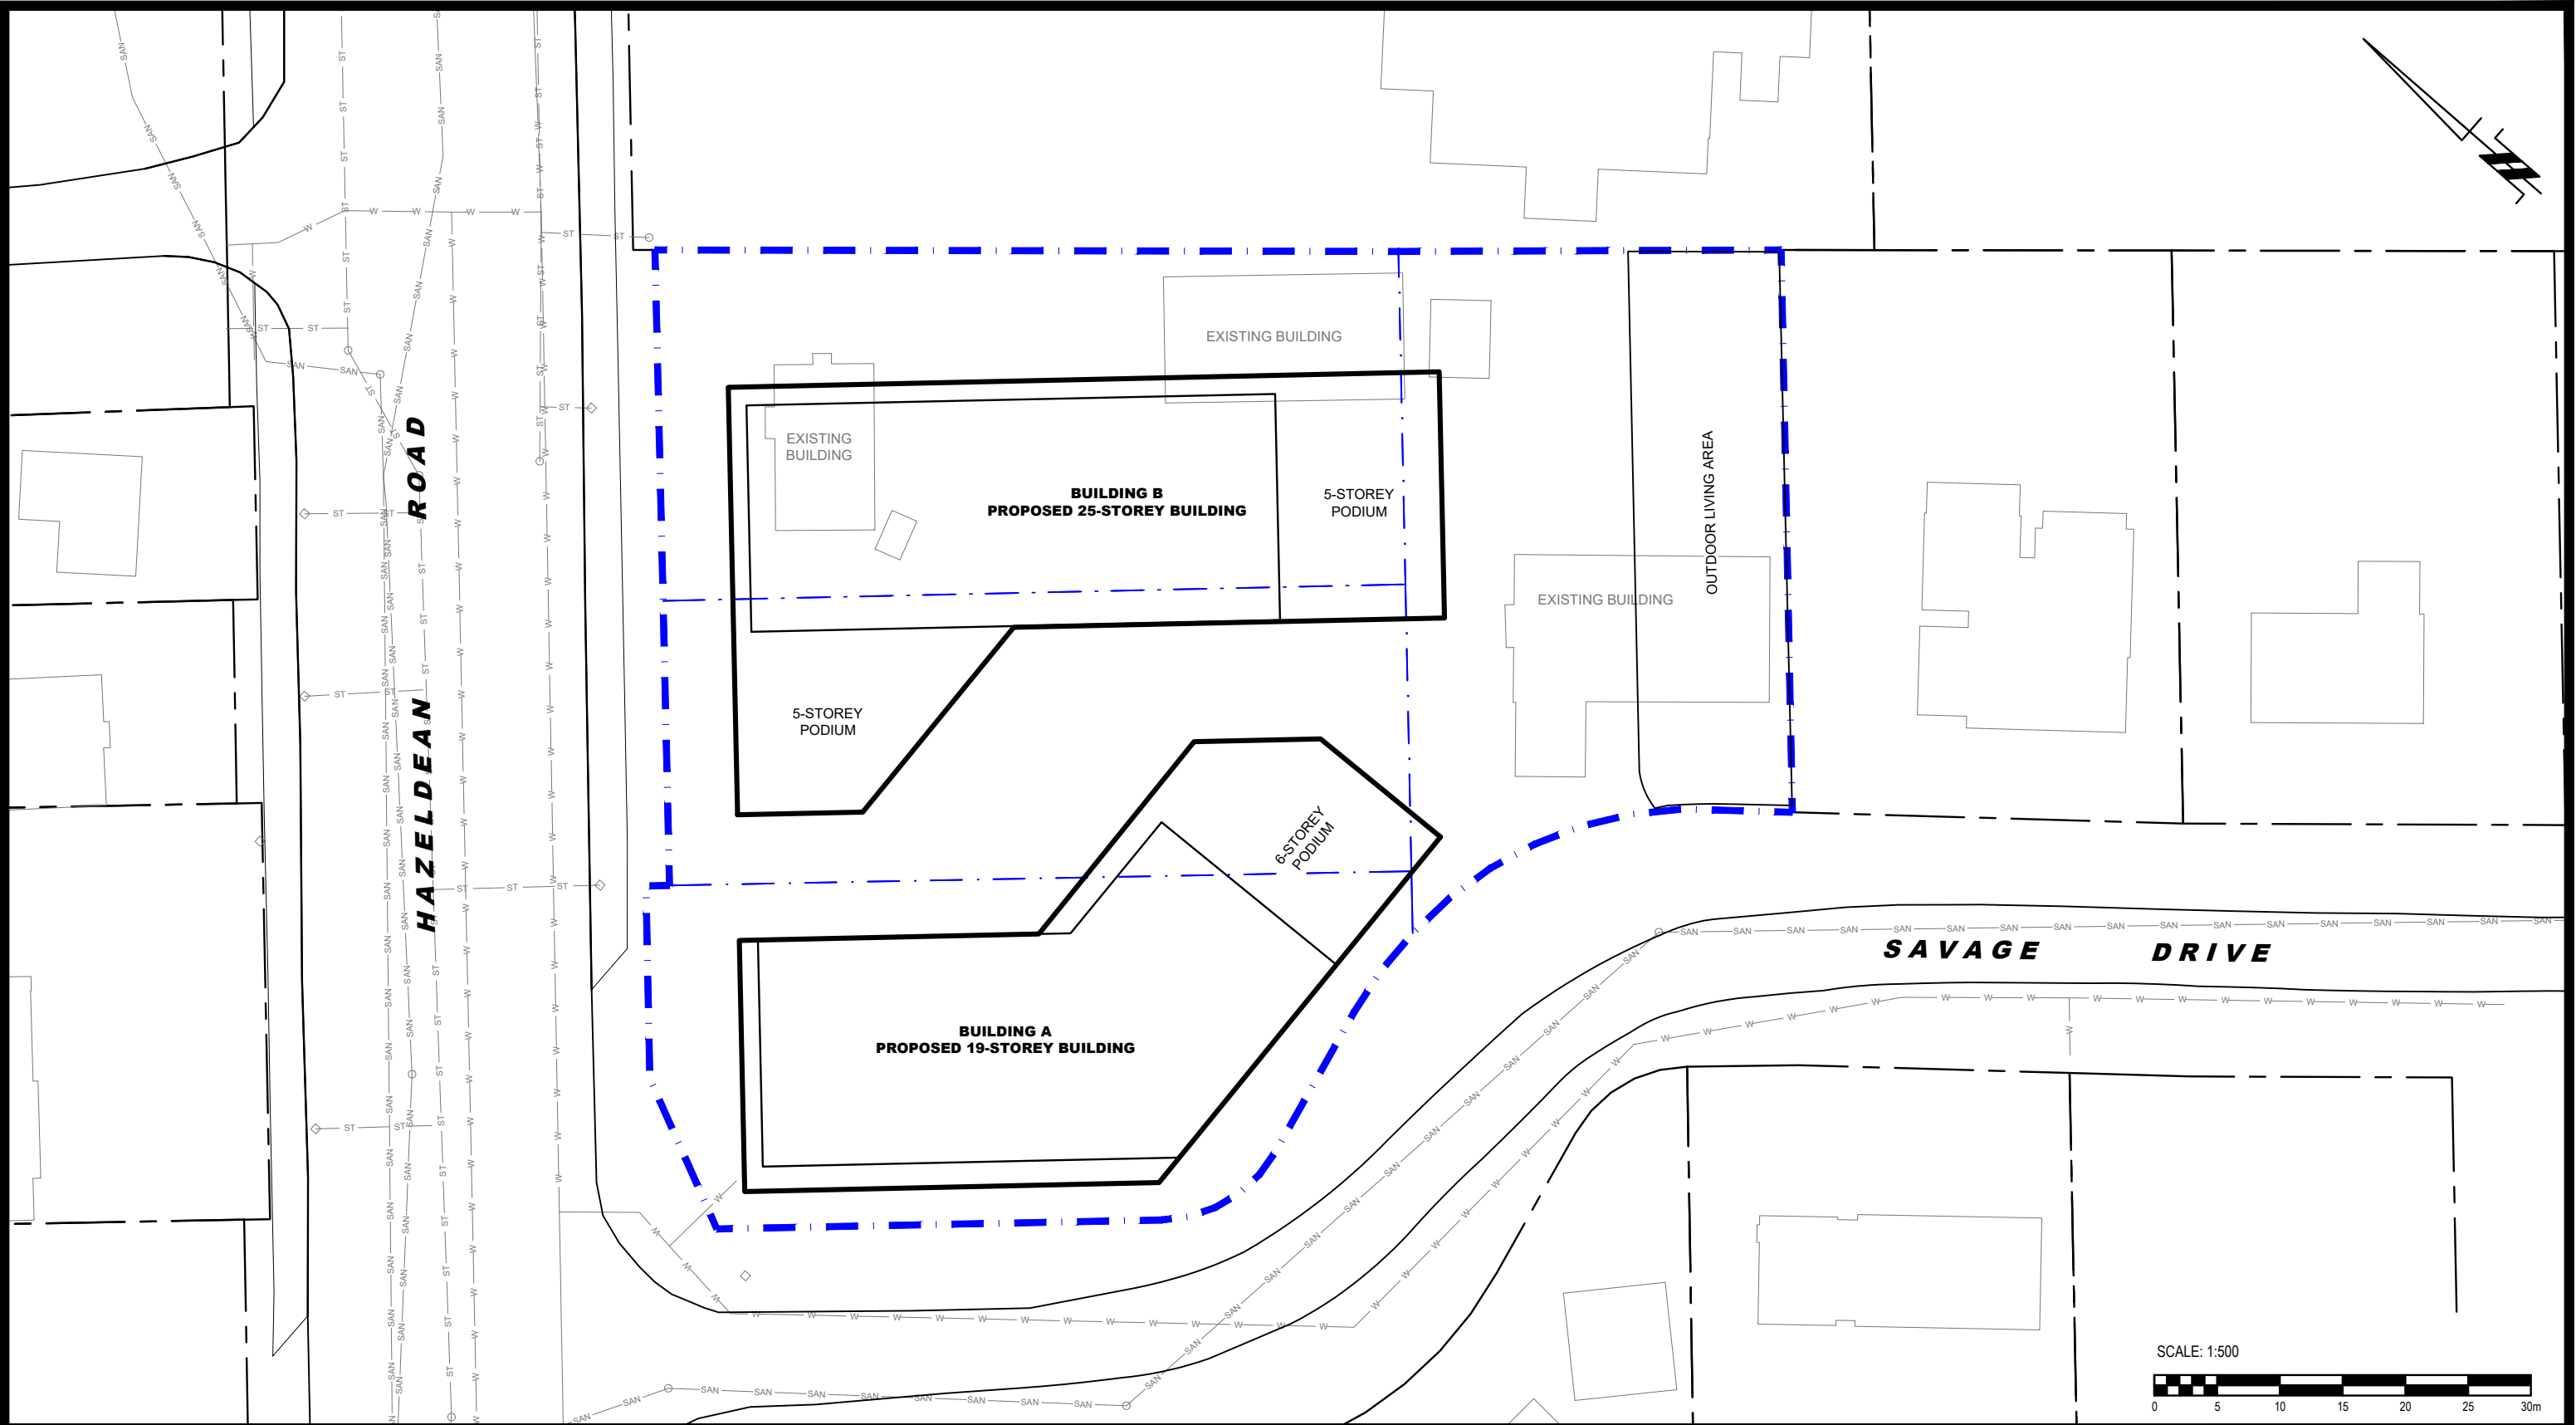 EXISTING BUILDING
EXISTING
BUILDING
BUILDING B
PROPOSED 25-STOREY BUILDING
5-STOREY
PODIUM
OUTDOOR LIVING AREA
EXISTING BUILDING
5-STOREY
PODIUM
6-STOREY
PODIUM
HAZELDEAN ROAD
BUILDING A
PROPOSED 19-STOREY BUILDING
SAVAGE DRIVE
SCALE: 1:500
0 5 10 15 20 25 30m